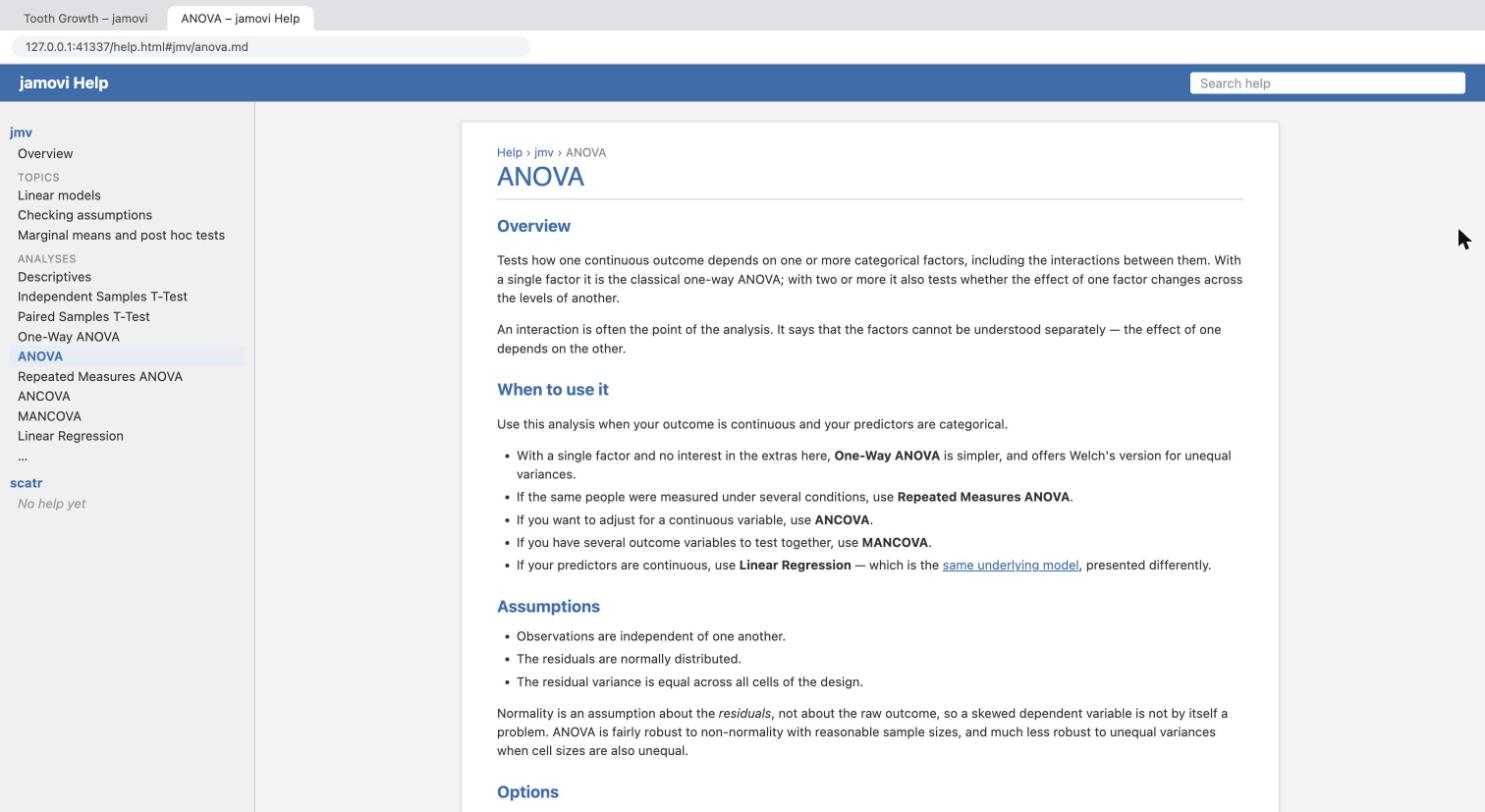 Tooth Growth – jamovi
ANOVA – jamovi Help
127.0.0.1:41337/help.html#jmv/anova.md
jamovi Help
Search help
jmv
Overview
TOPICS
Linear models
Checking assumptions
Marginal means and post hoc tests
ANALYSES
Descriptives
Independent Samples T-Test
Paired Samples T-Test
One-Way ANOVA
ANOVA
Repeated Measures ANOVA
ANCOVA
MANCOVA
Linear Regression
...
scatr
No help yet
Help › jmv › ANOVA
ANOVA
Overview
Tests how one continuous outcome depends on one or more categorical factors, including the interactions between them. With
a single factor it is the classical one-way ANOVA; with two or more it also tests whether the effect of one factor changes across
the levels of another.
An interaction is often the point of the analysis. It says that the factors cannot be understood separately — the effect of one
depends on the other.
When to use it
Use this analysis when your outcome is continuous and your predictors are categorical.
• With a single factor and no interest in the extras here, One-Way ANOVA is simpler, and offers Welch's version for unequal
variances.
• If the same people were measured under several conditions, use Repeated Measures ANOVA.
• If you want to adjust for a continuous variable, use ANCOVA.
• If you have several outcome variables to test together, use MANCOVA.
• If your predictors are continuous, use Linear Regression — which is the same underlying model, presented differently.
Assumptions
• Observations are independent of one another.
• The residuals are normally distributed.
• The residual variance is equal across all cells of the design.
Normality is an assumption about the residuals, not about the raw outcome, so a skewed dependent variable is not by itself a
problem. ANOVA is fairly robust to non-normality with reasonable sample sizes, and much less robust to unequal variances
when cell sizes are also unequal.
Options